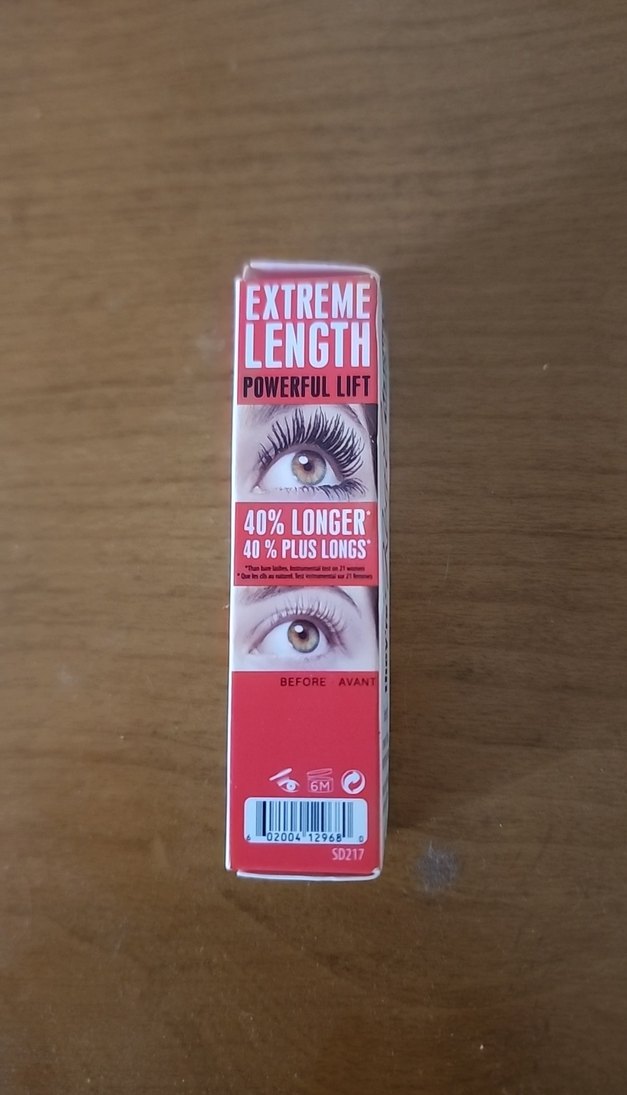 EXTREME
LENGTH
POWERFUL LIFT
40% LONGER*
40 % PLUS LONGS*
*Than bare lashes. Instrumental test on 21 women
* Que les cils au naturel. Test instrumental sur 21 femmes
BEFORE - AVANT
6M
6 02004 12968 0
SD217